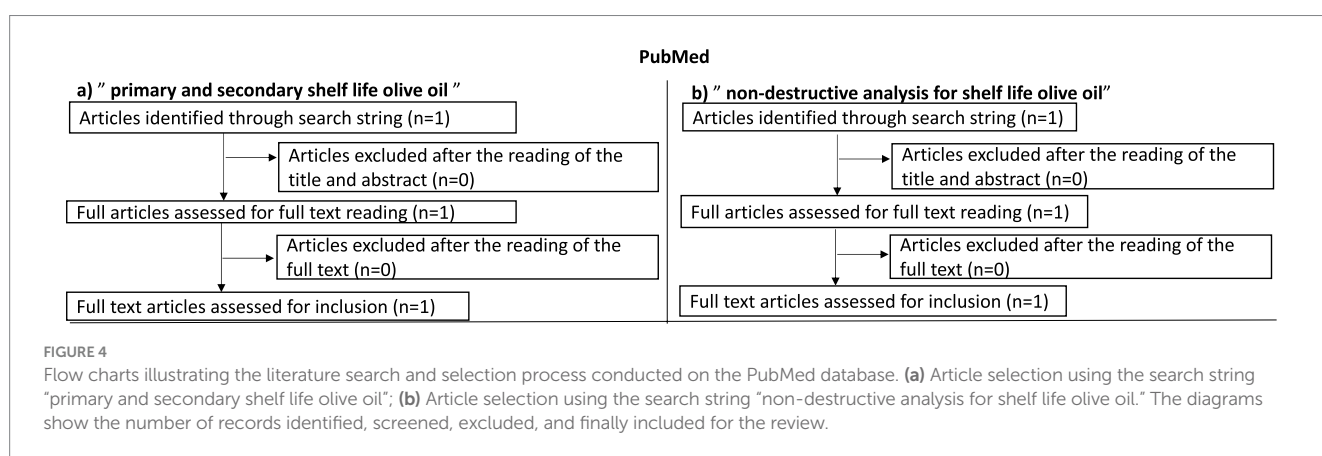 PubMed
a) ” primary and secondary shelf life olive oil ”
Articles identified through search string (n=1)
Articles excluded after the reading of the
title and abstract (n=0)
Full articles assessed for full text reading (n=1)
Articles excluded after the reading of the
full text (n=0)
Full text articles assessed for inclusion (n=1)
b) ” non-destructive analysis for shelf life olive oil”
Articles identified through search string (n=1)
Articles excluded after the reading of the
title and abstract (n=0)
Full articles assessed for full text reading (n=1)
Articles excluded after the reading of the
full text (n=0)
Full text articles assessed for inclusion (n=1)
FIGURE 4
Flow charts illustrating the literature search and selection process conducted on the PubMed database. (a) Article selection using the search string
“primary and secondary shelf life olive oil”; (b) Article selection using the search string “non-destructive analysis for shelf life olive oil.” The diagrams
show the number of records identified, screened, excluded, and finally included for the review.